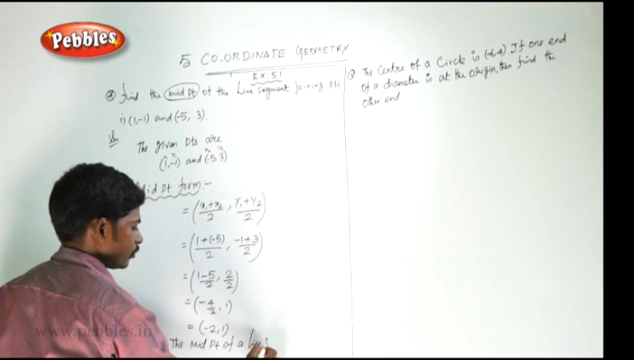 Pebbles
5 CO.ORDINATE GEOMETRY
Ex 5.1
Find the mid Pt of the Line Segment joining Pts
i) (1,-1) and (-5, 3).
Sln
The given Pts are
(1,-1) and (-5,3)
Mid Pt form:-
= (x₁+x₂/2, y₁+y₂/2)
= (1+(-5)/2, -1+3/2)
= (1-5/2, 2/2)
= (-4/2, 1)
= (-2,1)
The Mid Pt of a line
The Centre of a Circle is (-6,4). If one end
of a diameter is at the origin, then find the
other end
www.pebbles.in